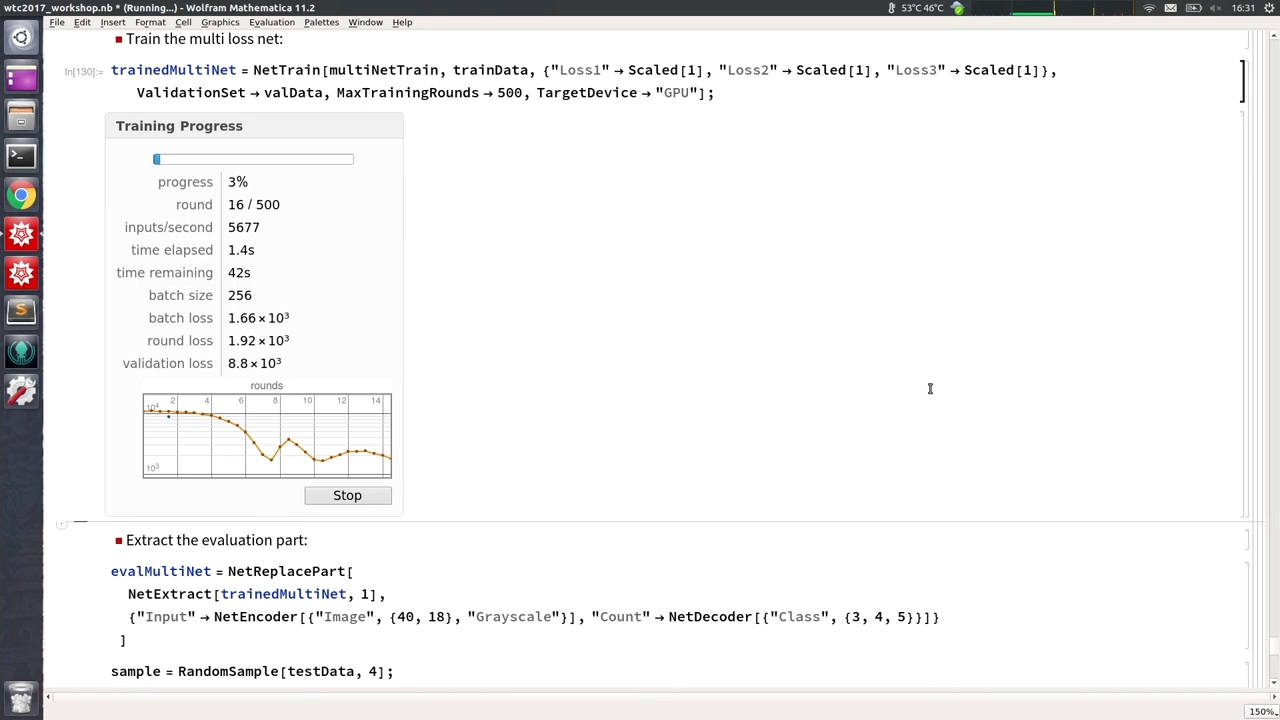 wtc2017_workshop.nb * (Running...) - Wolfram Mathematica 11.2
53°C 46°C
16:31
File Edit Insert Format Cell Graphics Evaluation Palettes Window Help
■ Train the multi loss net:
In[130]:= trainedMultiNet = NetTrain[multiNetTrain, trainData, {"Loss1" → Scaled[1], "Loss2" → Scaled[1], "Loss3" → Scaled[1]},
ValidationSet → valData, MaxTrainingRounds → 500, TargetDevice → "GPU"];
Training Progress
progress 3%
round 16 / 500
inputs/second 5677
time elapsed 1.4s
time remaining 42s
batch size 256
batch loss 1.66×10³
round loss 1.92×10³
validation loss 8.8×10³
rounds
2 4 6 8 10 12 14
10⁴
10³
Stop
■ Extract the evaluation part:
evalMultiNet = NetReplacePart[
NetExtract[trainedMultiNet, 1],
{"Input" → NetEncoder[{"Image", {40, 18}, "Grayscale"}], "Count" → NetDecoder[{"Class", {3, 4, 5}}]}
]
sample = RandomSample[testData, 4];
150%